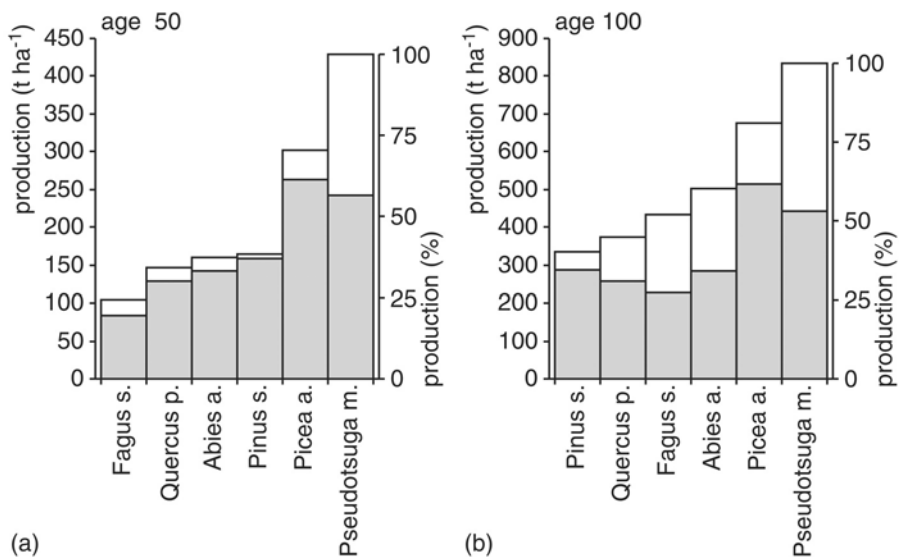 age 50
production (t ha⁻¹)
450
400
350
300
250
200
150
100
50
0
100
75
50
25
0
production (%)
Fagus s.
Quercus p.
Abies a.
Pinus s.
Picea a.
Pseudotsuga m.
(a)
age 100
production (t ha⁻¹)
900
800
700
600
500
400
300
200
100
0
100
75
50
25
0
production (%)
Pinus s.
Quercus p.
Fagus s.
Abies a.
Picea a.
Pseudotsuga m.
(b)